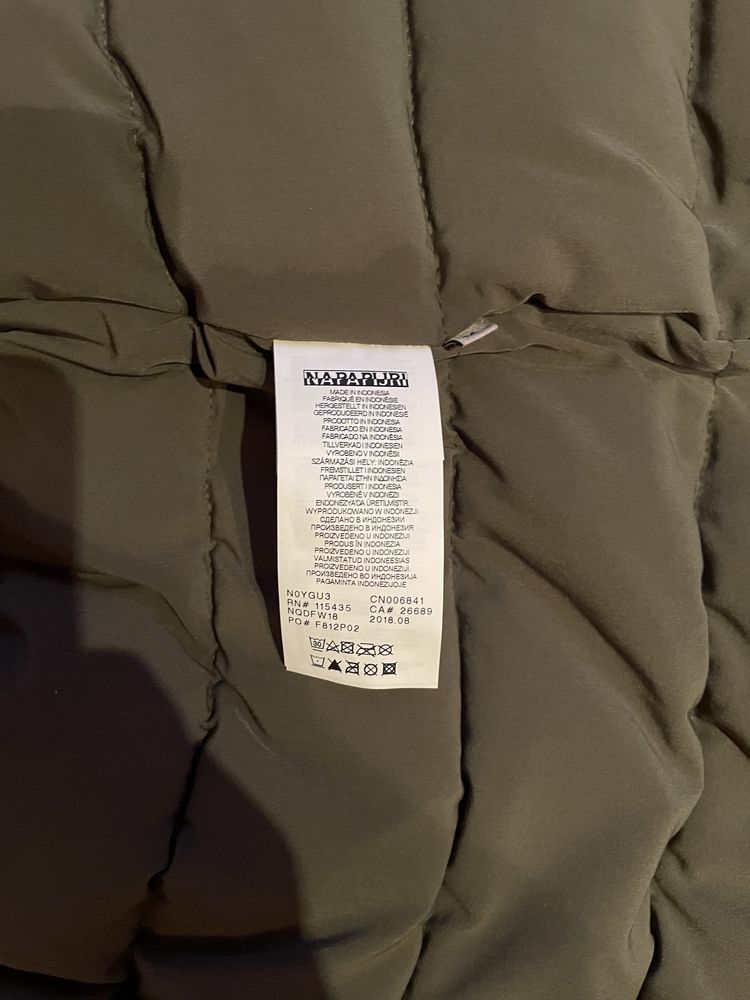 NAPAPIJRI
MADE IN INDONESIA
FABRIQUÉ EN INDONÉSIE
HERGESTELLT IN INDONESIEN
GEPRODUCEERD IN INDONESIË
PRODOTTO IN INDONESIA
FABRICADO EN INDONESIA
FABRICADO NA INDONÉSIA
TILLVERKAD I INDONESIEN
VYROBENO V INDONÉSII
SZÁRMAZÁSI HELY: INDONÉZIA
FREMSTILLET I INDONESIEN
ΠΑΡΑΓΕΤΑΙ ΣΤΗΝ ΙΝΔΟΝΗΣΙΑ
PRODUSERT I INDONESIA
VYROBENÉ V INDONÉZII
ENDONEZYA'DA ÜRETİLMİŞTİR.
WYPRODUKOWANO W INDONEZJI
СДЕЛАНО В ИНДОНЕЗИИ
ПРОИЗВЕДЕНО В ИНДОНЕЗИЯ
PROIZVEDENO U INDONEZIJI
PRODUS ÎN INDONEZIA
PROIZVEDENO U INDONEZIJI
VALMISTATUD INDONEESIAS
PROIZVEDENO U INDONEZIJI
ПРОИЗВЕДЕНО ВО ИНДОНЕЗИЈА
PAGAMINTA INDONEZIJOJE
N0YGU3 CN006841
RN# 115435 CA# 26689
NQDFW18 2018.08
PO# F812P02
30